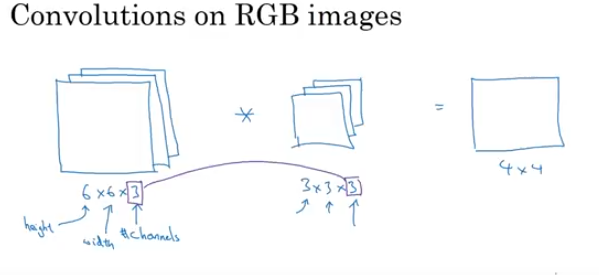 Convolutions on RGB images
* =
6 × 6 × 3 3 × 3 × 3 4 × 4
height width #channels